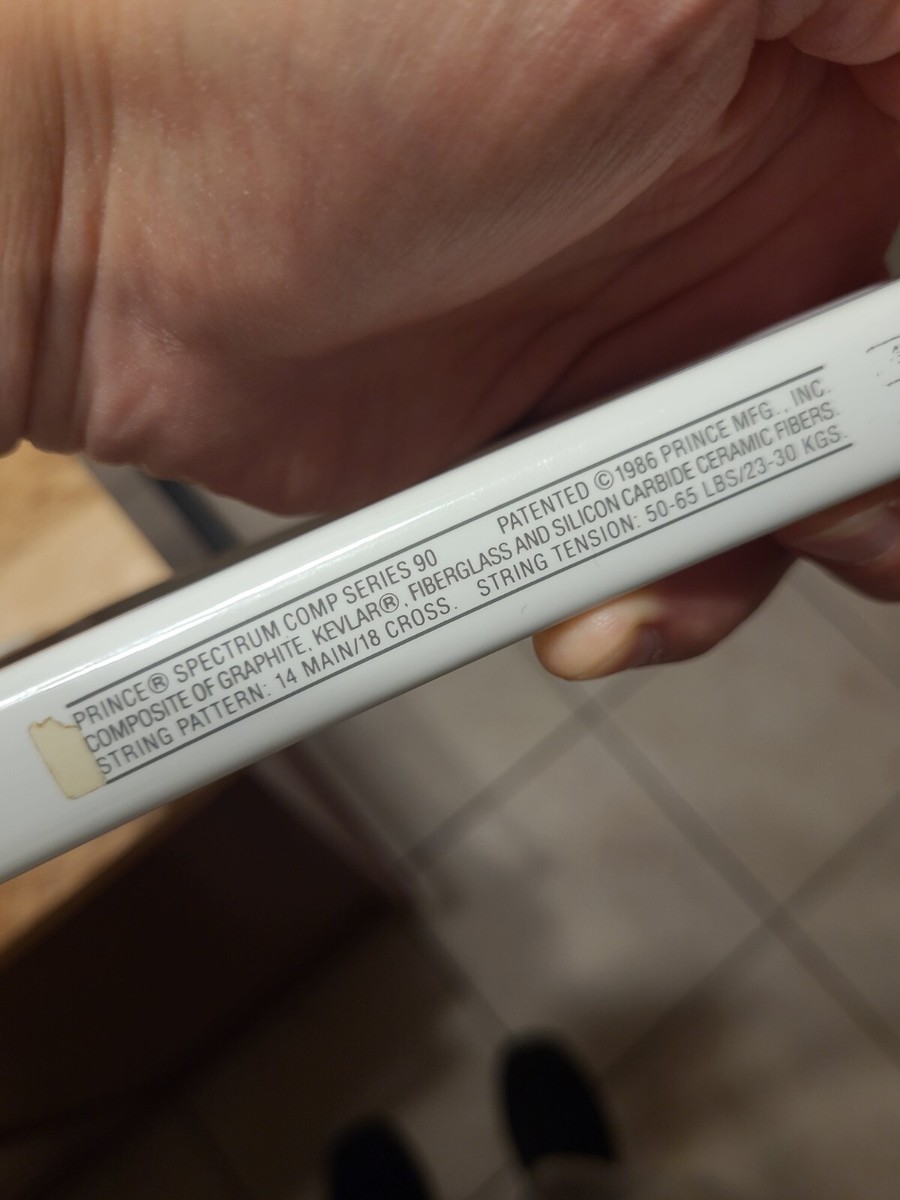 PRINCE® SPECTRUM COMP SERIES 90 PATENTED ©1986 PRINCE MFG., INC.
COMPOSITE OF GRAPHITE, KEVLAR®, FIBERGLASS AND SILICON CARBIDE CERAMIC FIBERS.
STRING PATTERN: 14 MAIN/18 CROSS. STRING TENSION: 50-65 LBS/23-30 KGS.